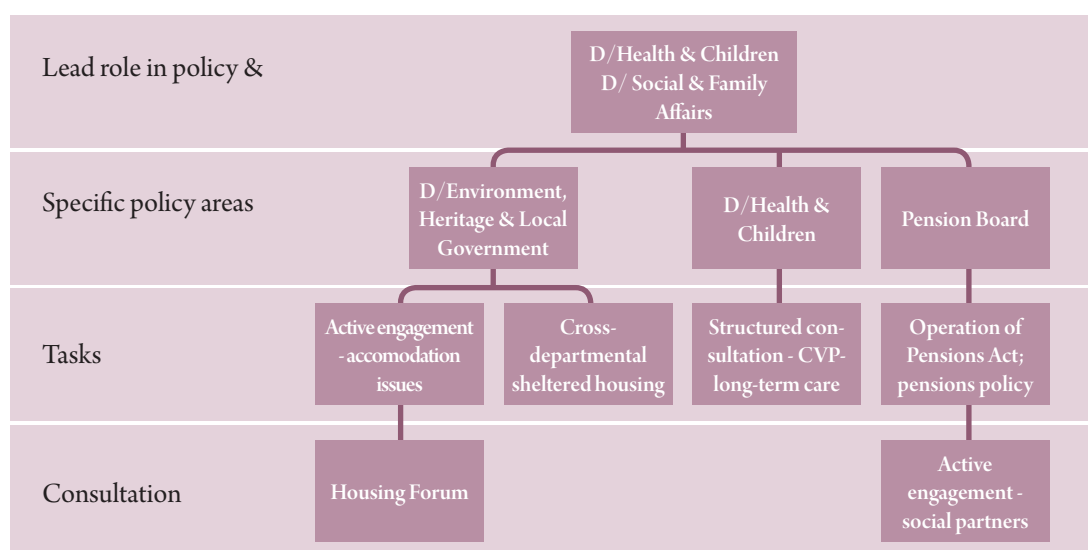 Lead role in policy &
D/Health & Children
D/ Social & Family
Affairs
Specific policy areas
D/Environment,
Heritage & Local
Government
D/Health &
Children
Pension Board
Tasks
Active engagement
- accomodation
issues
Cross-
departmental
sheltered housing
Structured con-
sultation - CVP-
long-term care
Operation of
Pensions Act;
pensions policy
Consultation
Housing Forum
Active
engagement -
social partners